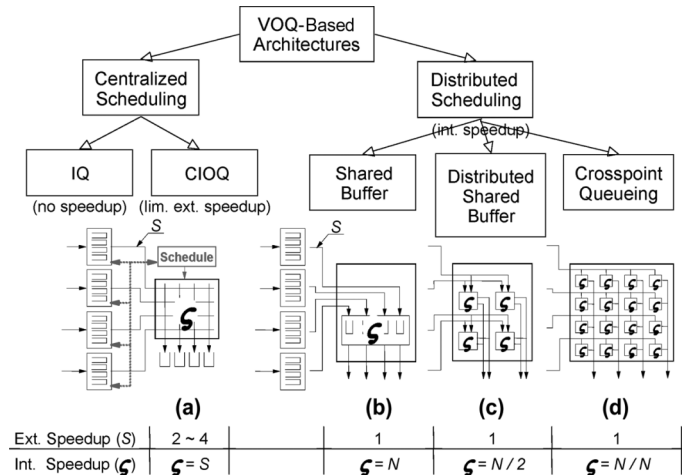 VOQ-Based
Architectures
Centralized
Scheduling
Distributed
Scheduling
(int. speedup)
IQ
CIOQ
Shared
Buffer
Distributed
Shared
Buffer
Crosspoint
Queueing
(no speedup)
(lim. ext. speedup)
S
Schedule
ς
S
ς
ς ς
ς ς
ς ς ς ς
ς ς ς ς
ς ς ς ς
ς ς ς ς
(a)
(b)
(c)
(d)
Ext. Speedup (S) 2 ~ 4 1 1 1
Int. Speedup (ς) ς = S ς = N ς = N / 2 ς = N / N